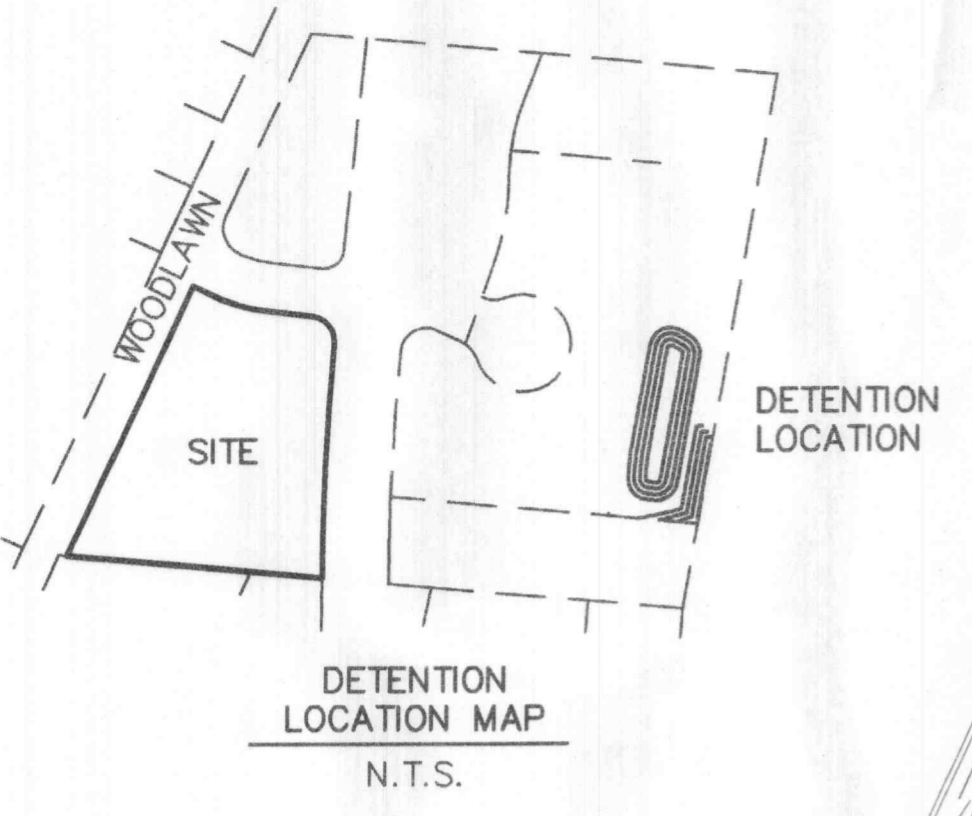 WOODLAWN
SITE
DETENTION
LOCATION
DETENTION
LOCATION MAP
N.T.S.